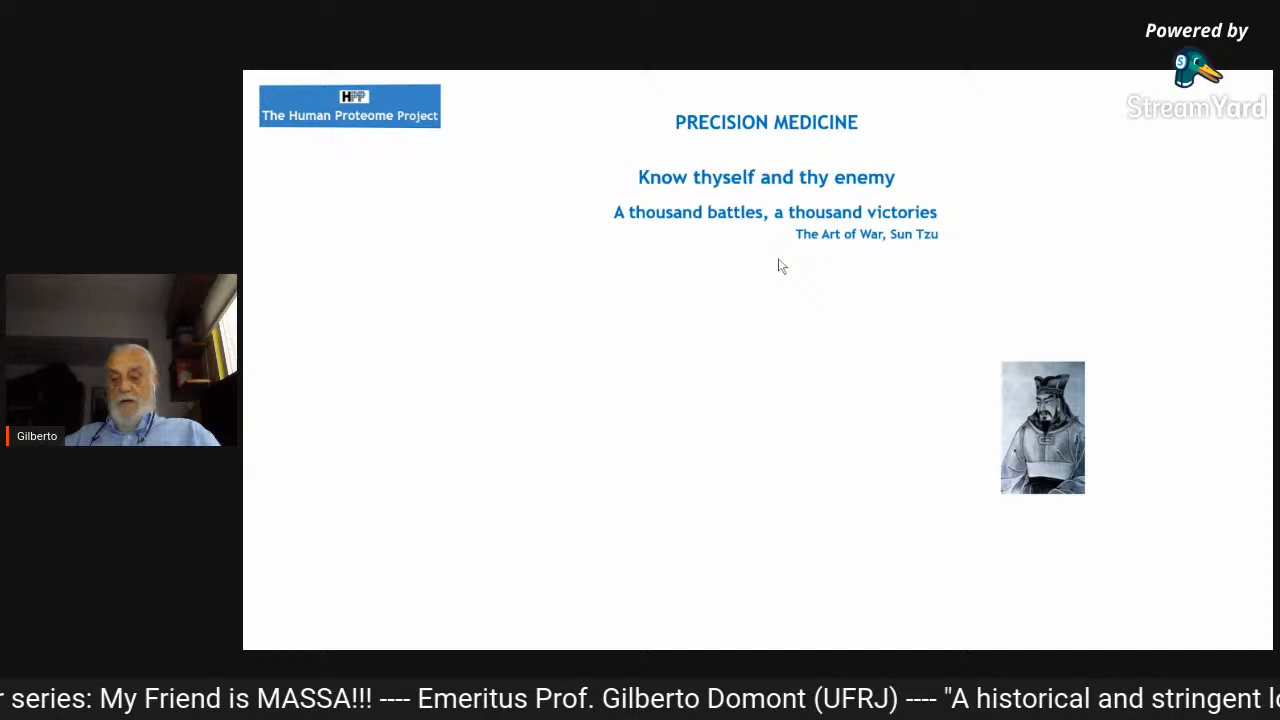 Powered by
StreamYard
HPP
The Human Proteome Project
PRECISION MEDICINE
Know thyself and thy enemy
A thousand battles, a thousand victories
The Art of War, Sun Tzu
Gilberto
r series: My Friend is MASSA!!! ---- Emeritus Prof. Gilberto Domont (UFRJ) ---- "A historical and stringent l